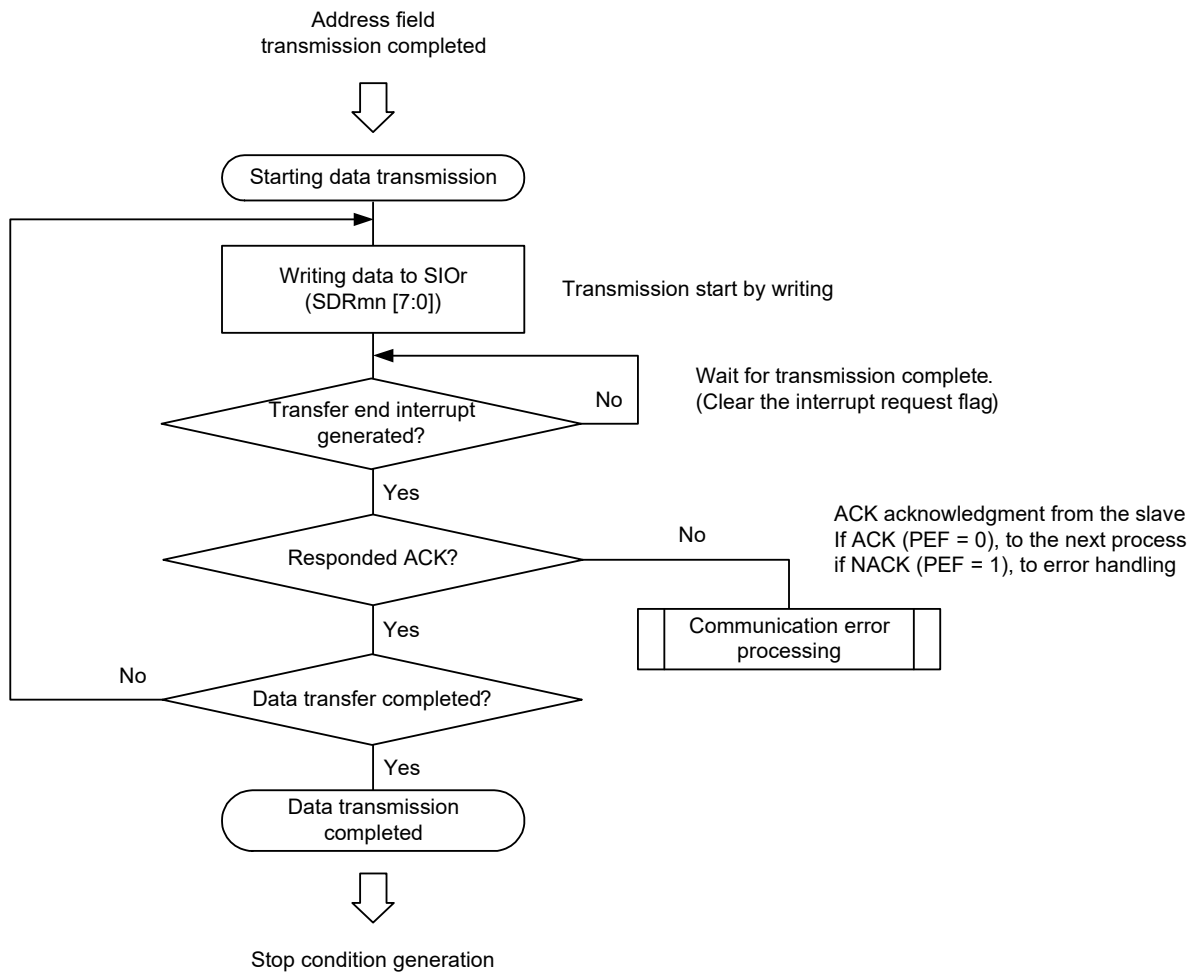 Address field
transmission completed
Starting data transmission
Writing data to SIOr
(SDRmn [7:0])
Transmission start by writing
Transfer end interrupt
generated?
No
Wait for transmission complete.
(Clear the interrupt request flag)
Yes
Responded ACK?
No
ACK acknowledgment from the slave
If ACK (PEF = 0), to the next process
if NACK (PEF = 1), to error handling
Communication error
processing
Yes
No
Data transfer completed?
Yes
Data transmission
completed
Stop condition generation